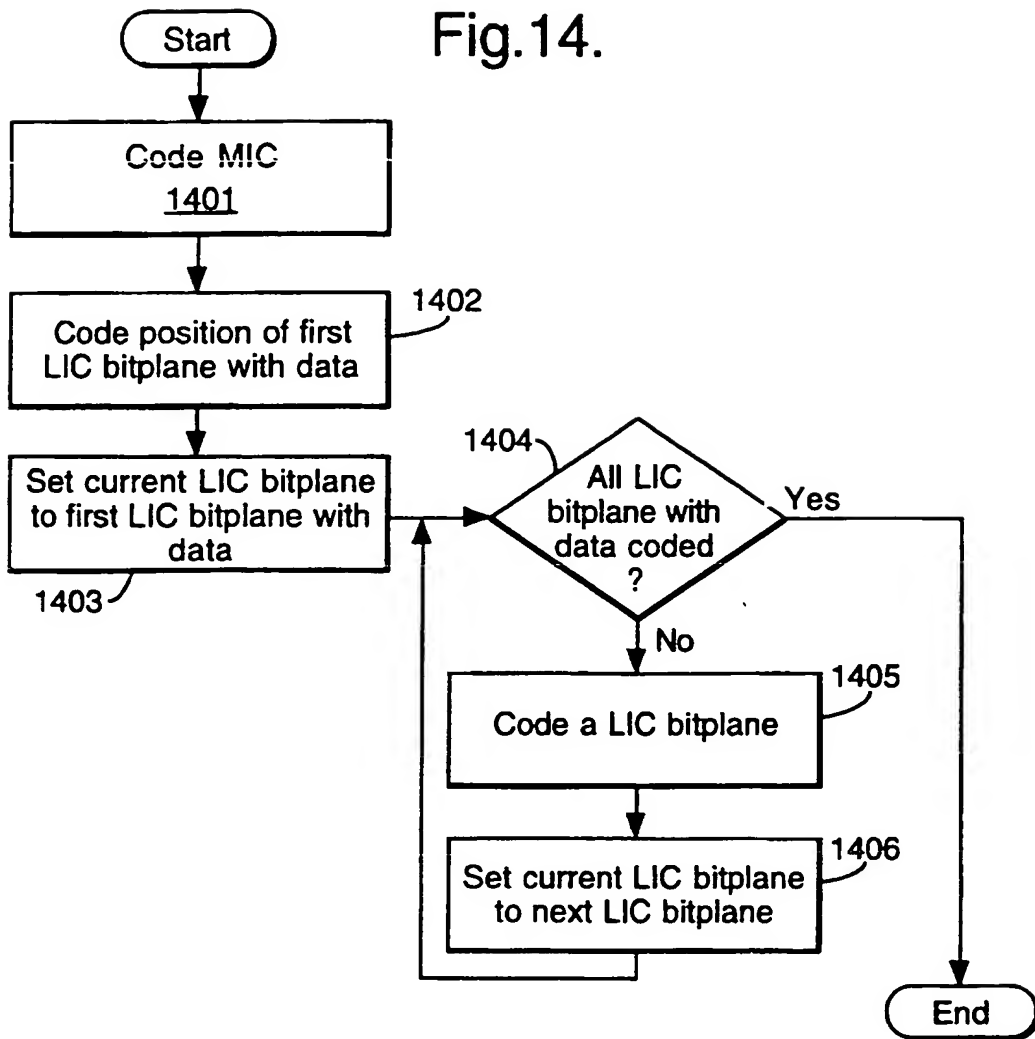 Fig.14.
Start
Code MIC
1401
1402
Code position of first
LIC bitplane with data
Set current LIC bitplane
to first LIC bitplane with
data
1403
1404
All LIC
bitplane with
data coded
?
Yes
No
1405
Code a LIC bitplane
1406
Set current LIC bitplane
to next LIC bitplane
End